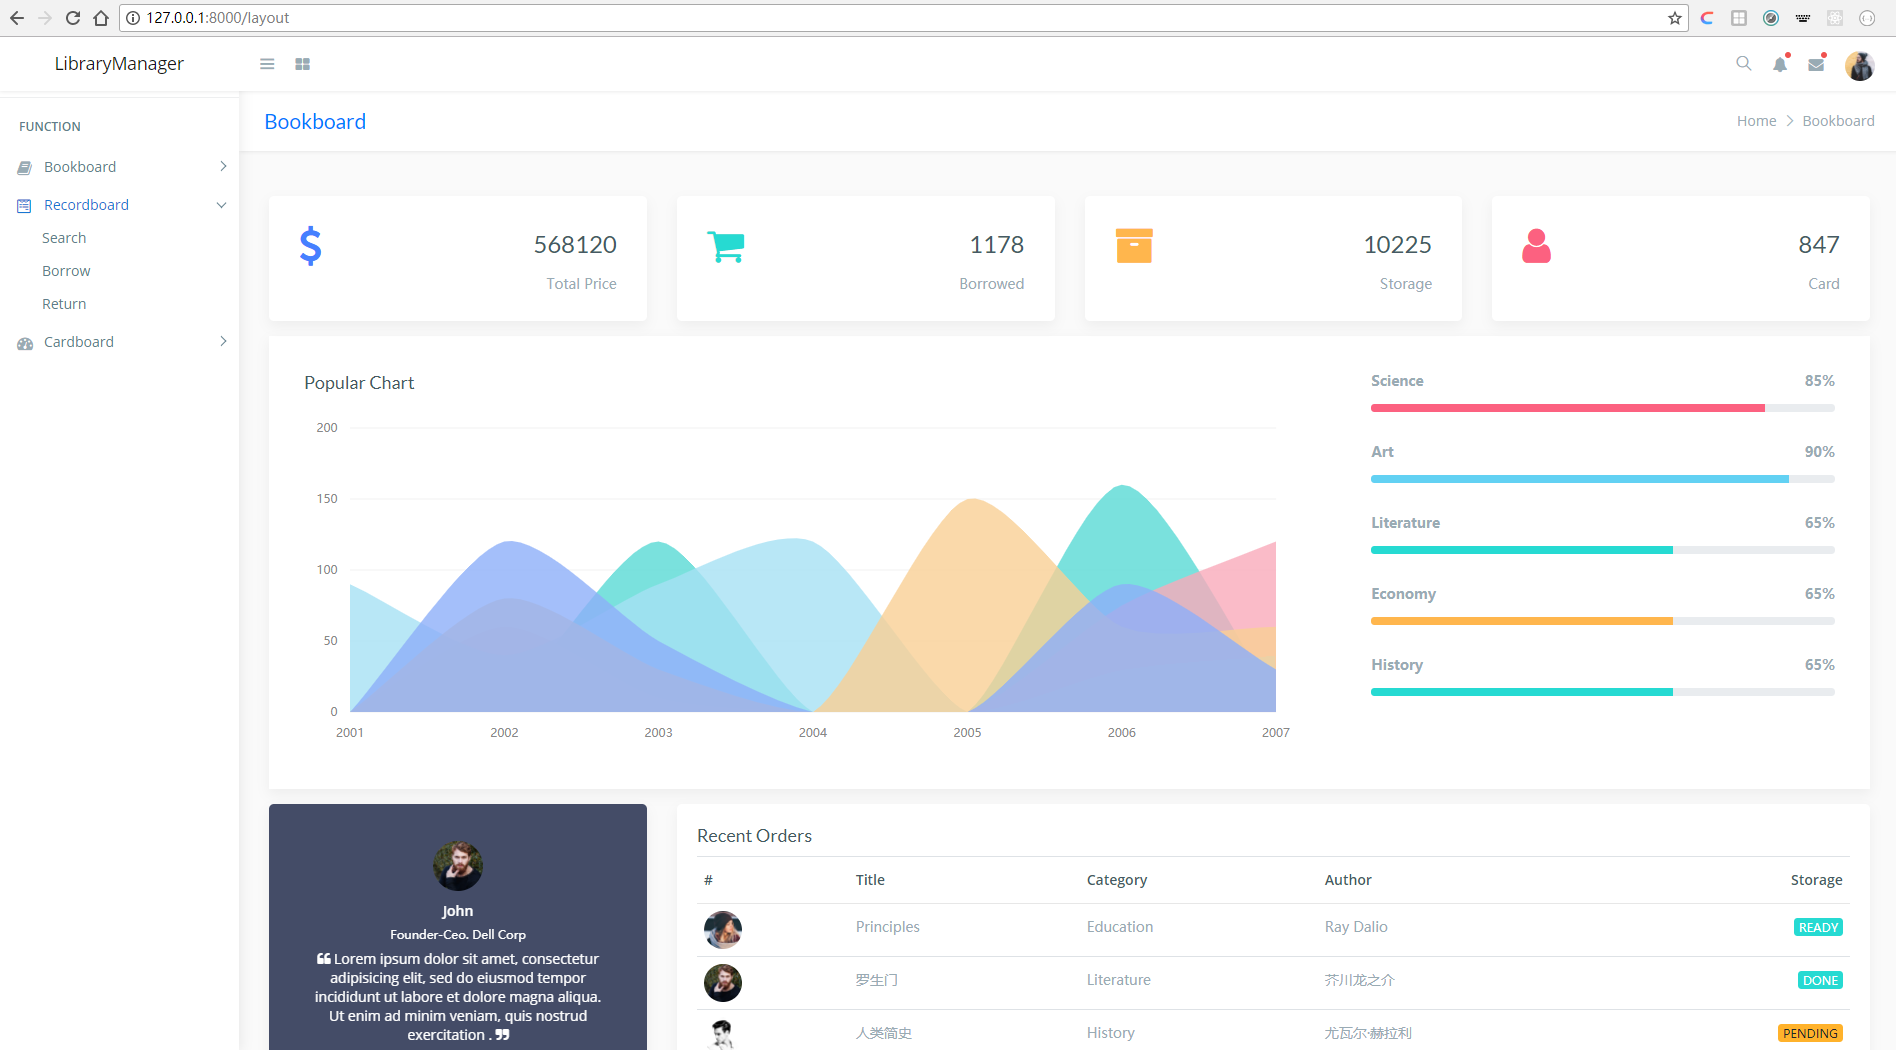 127.0.0.1:8000/layout
LibraryManager
FUNCTION
Bookboard
Recordboard
Search
Borrow
Return
Cardboard
Bookboard
Home
Bookboard
568120
Total Price
1178
Borrowed
10225
Storage
847
Card
Popular Chart
200
150
100
50
0
2001 2002 2003 2004 2005 2006 2007
Science 85%
Art 90%
Literature 65%
Economy 65%
History 65%
John
Founder-Ceo. Dell Corp
❝ Lorem ipsum dolor sit amet, consectetur
adipisicing elit, sed do eiusmod tempor
incididunt ut labore et dolore magna aliqua.
Ut enim ad minim veniam, quis nostrud
exercitation . ❞
Recent Orders
# Title Category Author Storage
Principles Education Ray Dalio READY
罗生门 Literature 芥川龙之介 DONE
人类简史 History 尤瓦尔·赫拉利 PENDING